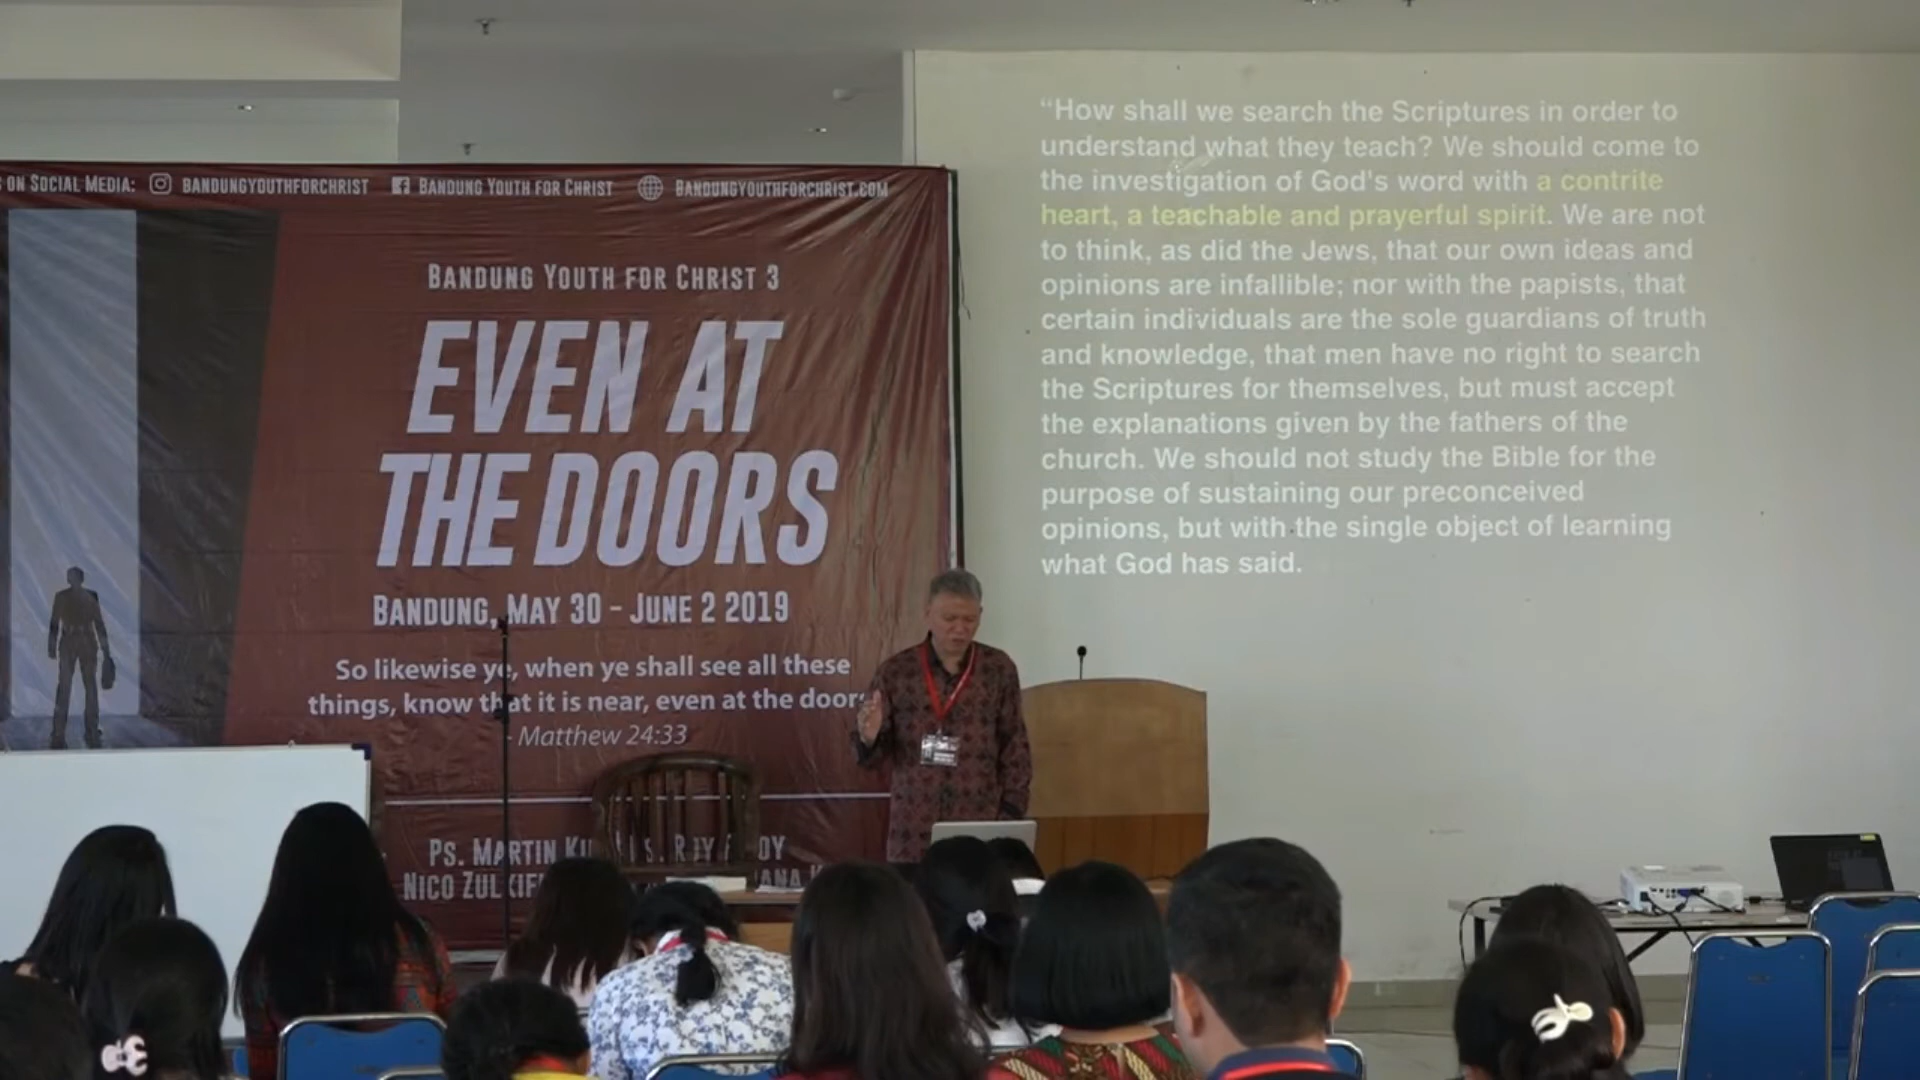 ON SOCIAL MEDIA: BANDUNGYOUTHFORCHRIST BANDUNG YOUTH FOR CHRIST BANDUNGYOUTHFORCHRIST.COM
BANDUNG YOUTH FOR CHRIST 3
EVEN AT
THE DOORS
BANDUNG, MAY 30 - JUNE 2 2019
So likewise ye, when ye shall see all these
things, know that it is near, even at the doors
- Matthew 24:33
PS. MARTIN
NICO
“How shall we search the Scriptures in order to
understand what they teach? We should come to
the investigation of God's word with a contrite
heart, a teachable and prayerful spirit. We are not
to think, as did the Jews, that our own ideas and
opinions are infallible; nor with the papists, that
certain individuals are the sole guardians of truth
and knowledge, that men have no right to search
the Scriptures for themselves, but must accept
the explanations given by the fathers of the
church. We should not study the Bible for the
purpose of sustaining our preconceived
opinions, but with the single object of learning
what God has said.